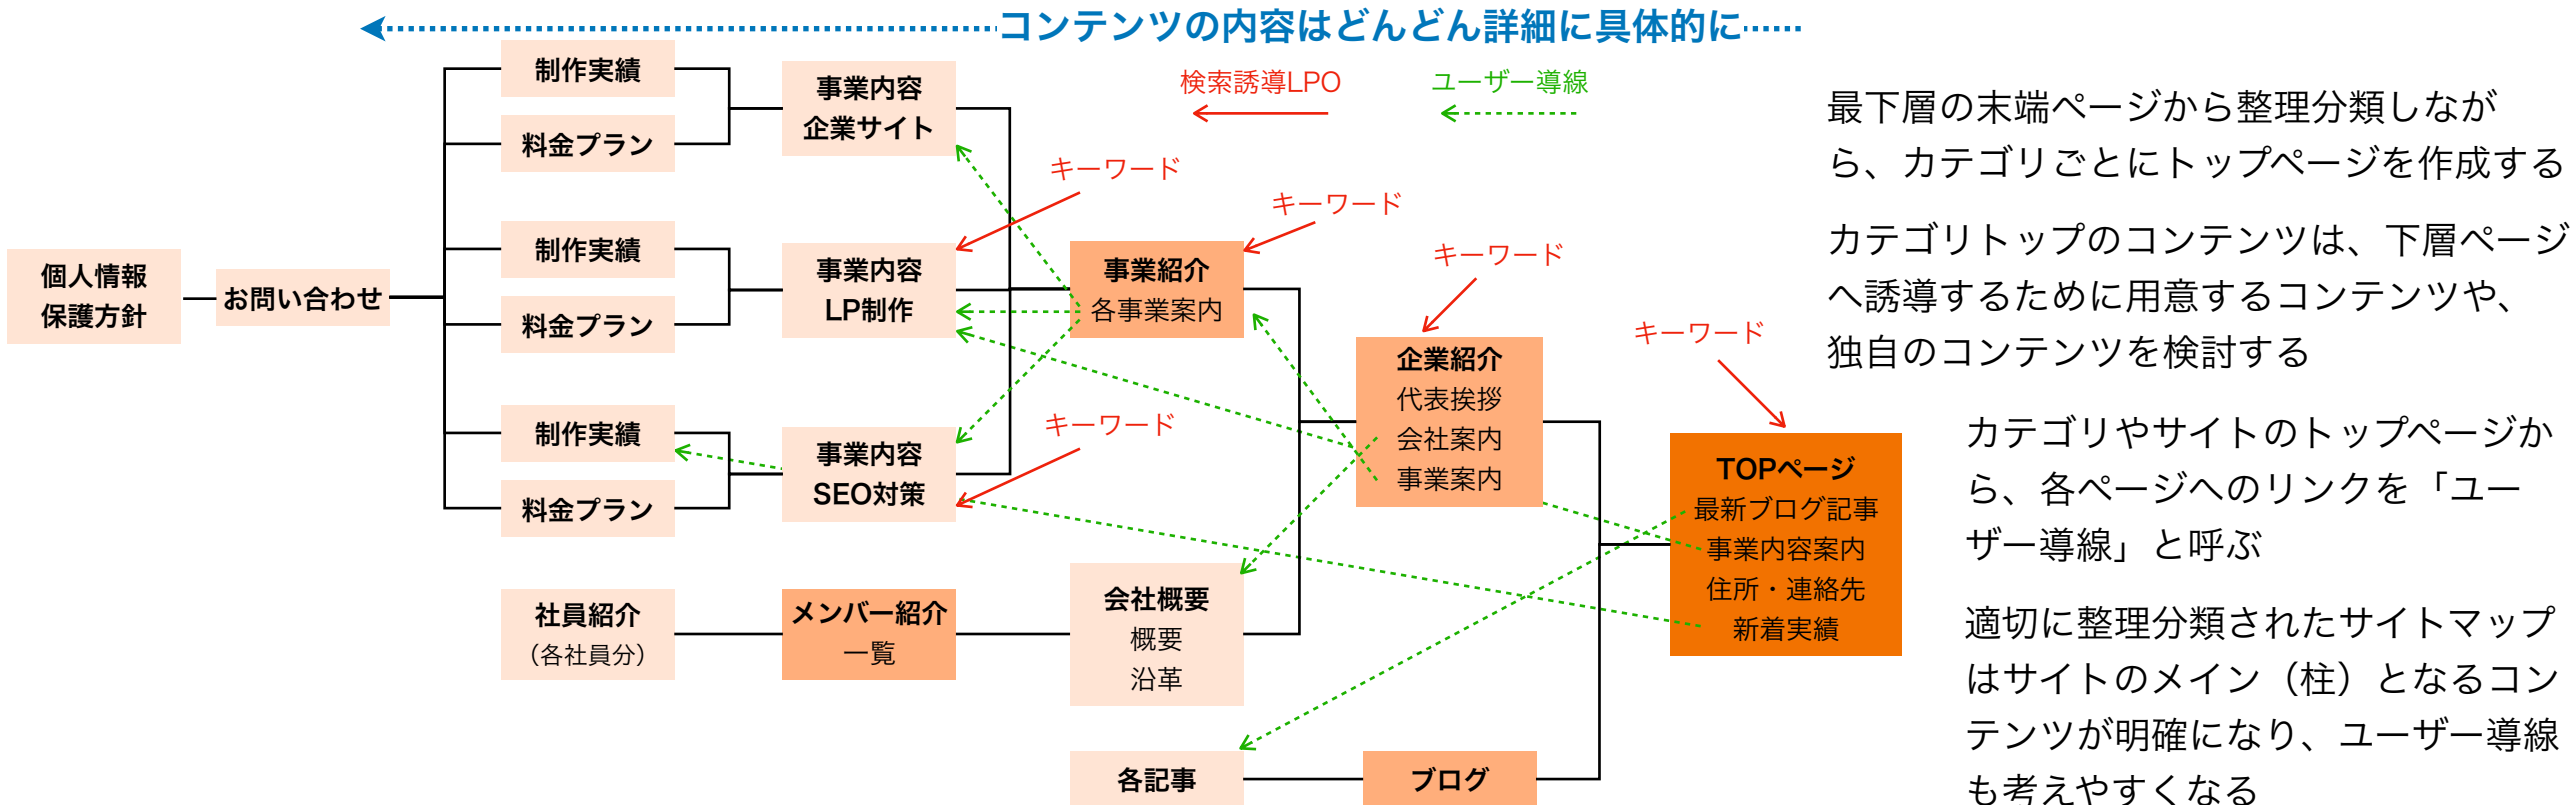 コンテンツの内容はどんどん詳細に具体的に
検索誘導LPO
ユーザー導線
制作実績
料金プラン
事業内容
企業サイト
キーワード
キーワード
キーワード
キーワード
キーワード
個人情報
保護方針
お問い合わせ
制作実績
料金プラン
事業内容
LP制作
事業紹介
各事業案内
企業紹介
代表挨拶
会社案内
事業案内
制作実績
料金プラン
事業内容
SEO対策
TOPページ
最新ブログ記事
事業内容案内
住所・連絡先
新着実績
社員紹介
（各社員分）
メンバー紹介
一覧
会社概要
概要
沿革
各記事
ブログ
最下層の末端ページから整理分類しなが
ら、カテゴリごとにトップページを作成する
カテゴリトップのコンテンツは、下層ページ
へ誘導するために用意するコンテンツや、
独自のコンテンツを検討する
カテゴリやサイトのトップページか
ら、各ページへのリンクを「ユー
ザー導線」と呼ぶ
適切に整理分類されたサイトマップ
はサイトのメイン（柱）となるコン
テンツが明確になり、ユーザー導線
も考えやすくなる